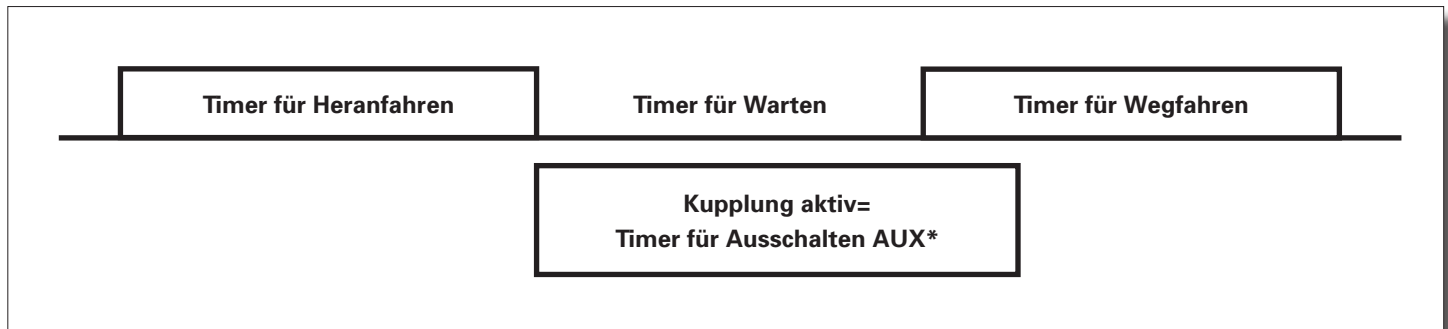 Timer für Heranfahren
Timer für Warten
Timer für Wegfahren
Kupplung aktiv=
Timer für Ausschalten AUX*